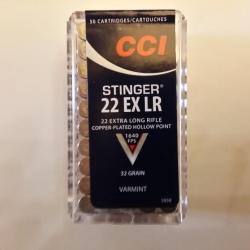 50 CARTRIDGES/CARTOUCHES
CCI
STINGER®
22 EX LR
22 EXTRA LONG RIFLE
COPPER-PLATED HOLLOW POINT
1640
FPS
32 GRAIN
VARMINT